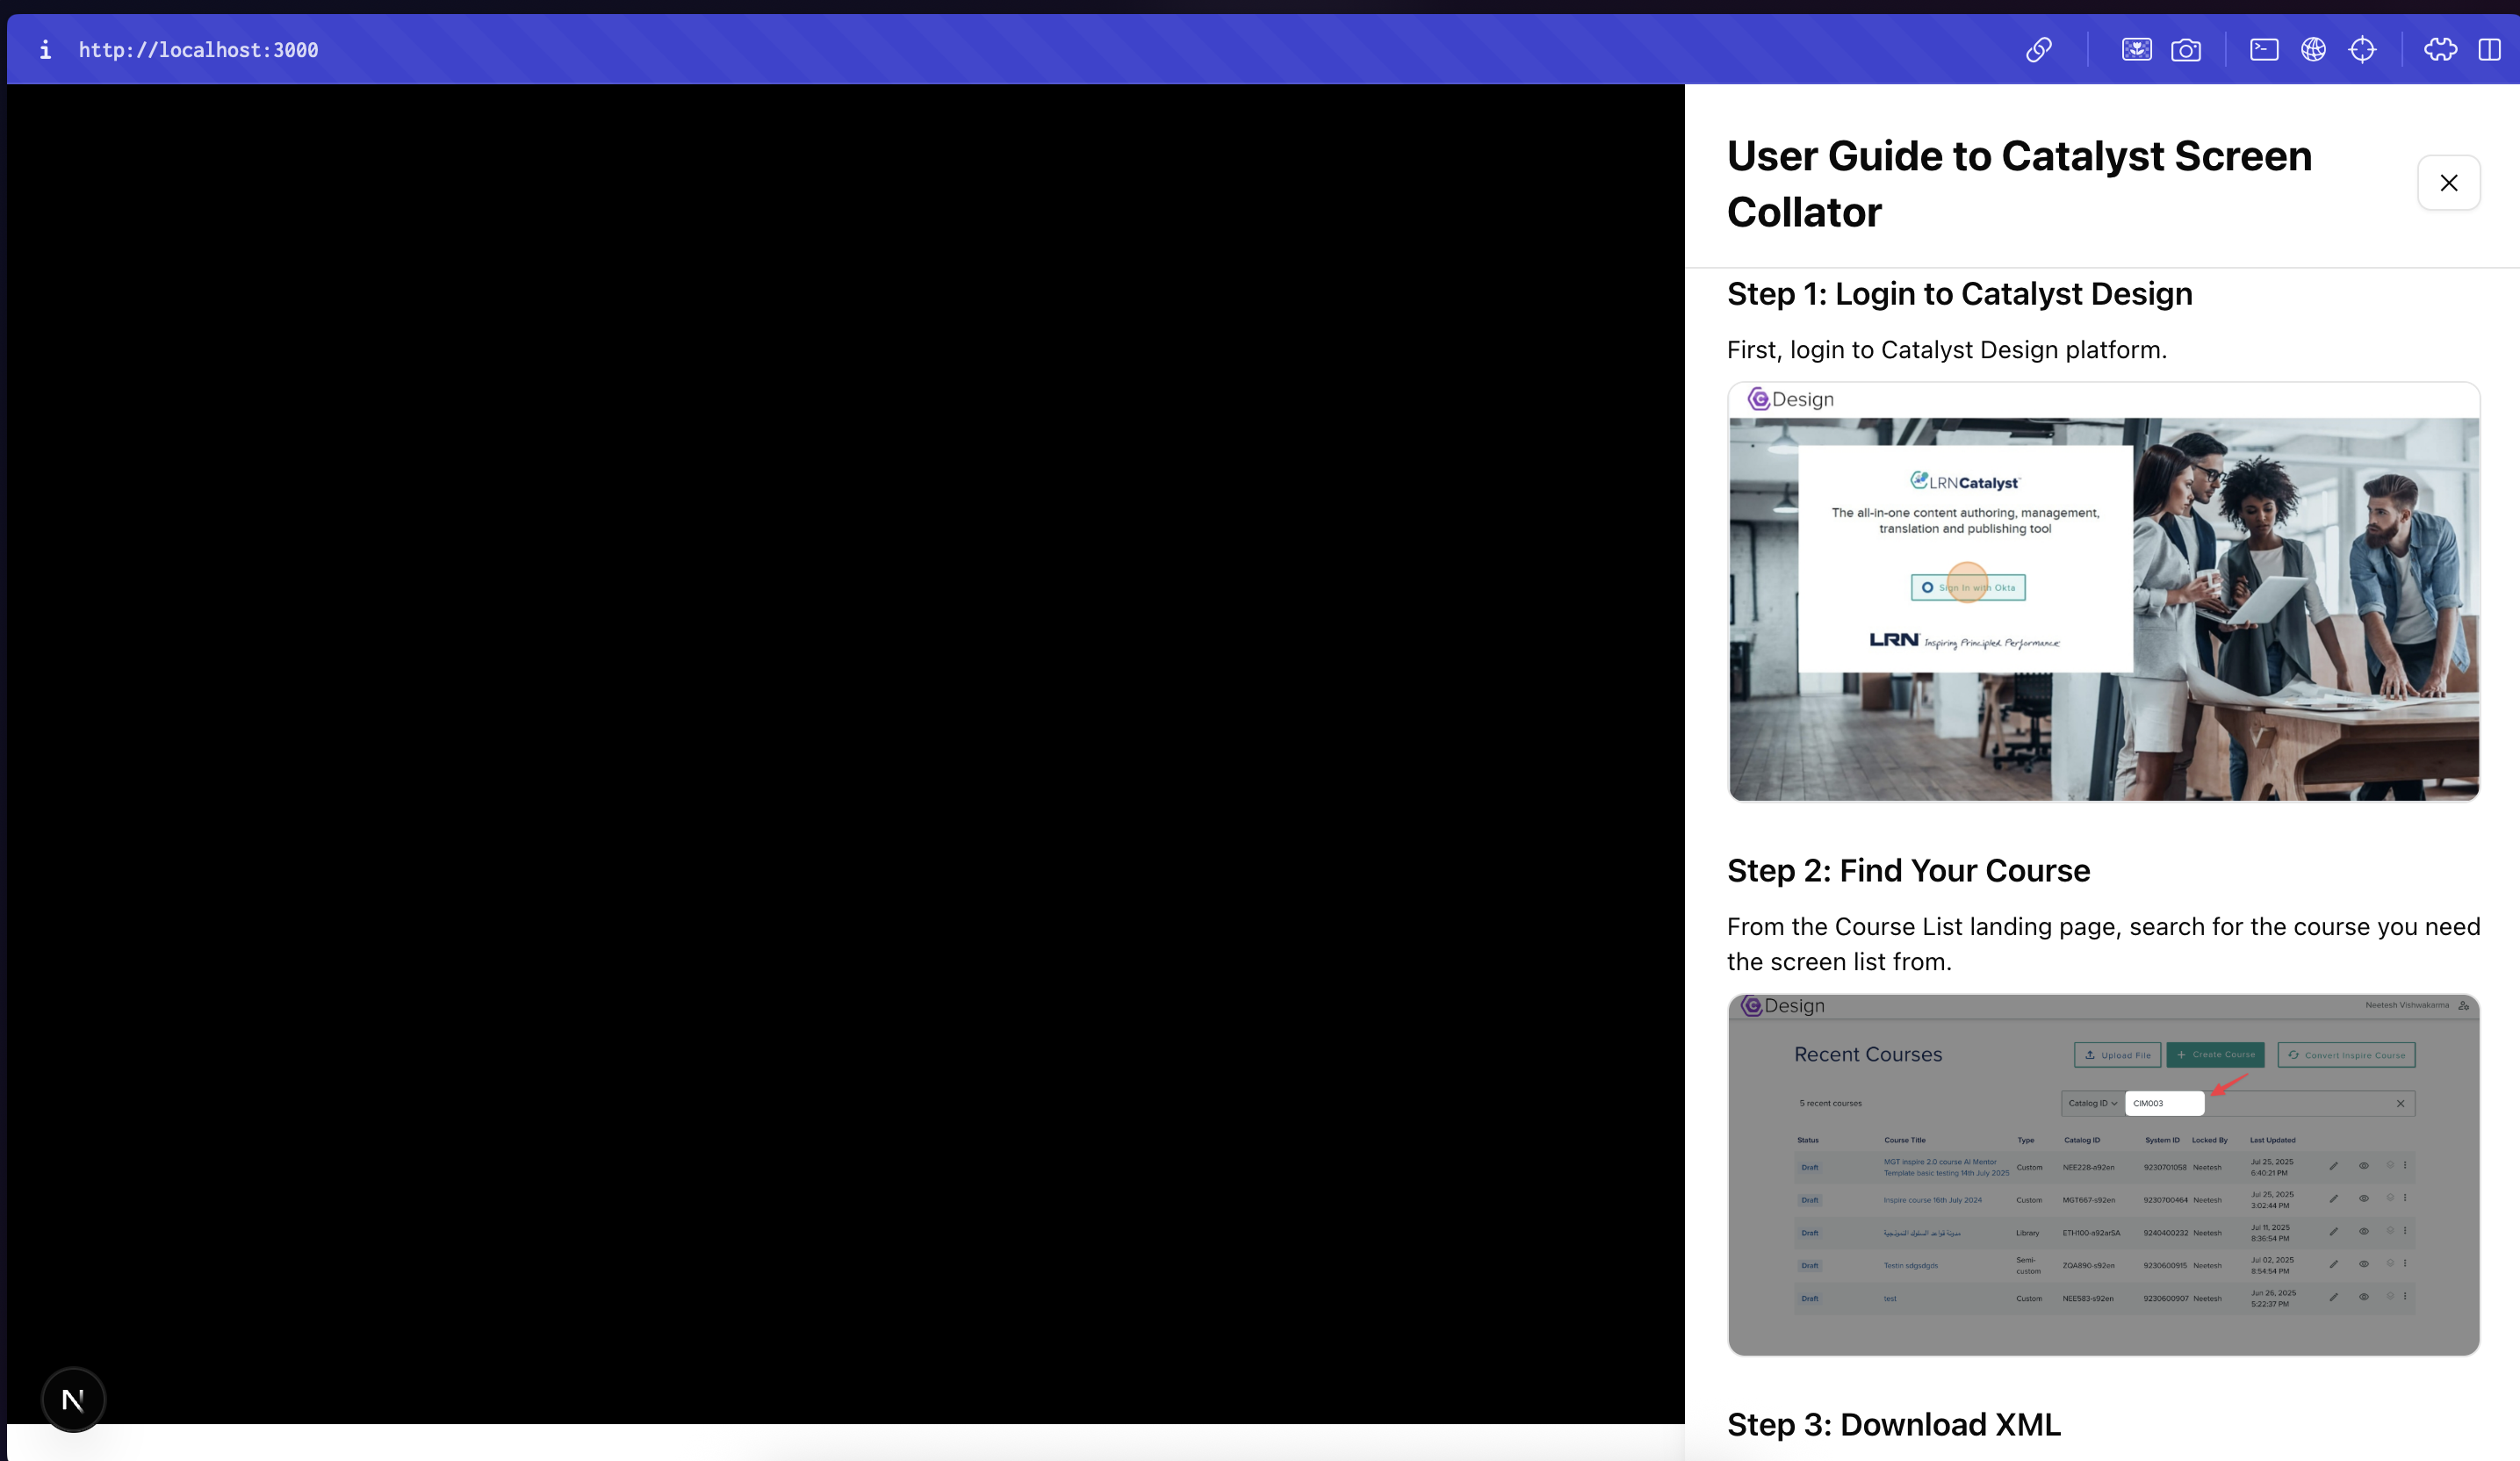 http://localhost:3000
User Guide to Catalyst Screen
Collator
Step 1: Login to Catalyst Design
First, login to Catalyst Design platform.
Design
LRNCatalyst
The all-in-one content authoring, management,
translation and publishing tool
Sign In with Okta
LRN Inspiring Principled Performance
Step 2: Find Your Course
From the Course List landing page, search for the course you need
the screen list from.
Design
Neetesh Vishwakarma
Recent Courses
Upload File
Create Course
Convert Inspire Course
5 recent courses
Catalog ID
CIM003
Status Course Title Type Catalog ID System ID Locked By Last Updated
Draft MGT inspire 2.0 course AI Mentor Template basic testing 14th July 2025 Custom NEE228-a92en 9230701058 Neetesh Jul 25, 2025 6:40:21 PM
Draft Inspire course 16th July 2024 Custom MGT667-s92en 9230700464 Neetesh Jul 25, 2025 3:02:44 PM
Draft مدونة قواعد السلوك النموذجية Library ETH100-a92arSA 9240400232 Neetesh Jul 11, 2025 8:36:54 PM
Draft Testin sdgsdgds Semi-custom ZQA890-s92en 9230600915 Neetesh Jul 02, 2025 8:54:54 PM
Draft test Custom NEE583-s92en 9230600907 Neetesh Jun 26, 2025 5:22:37 PM
Step 3: Download XML
N